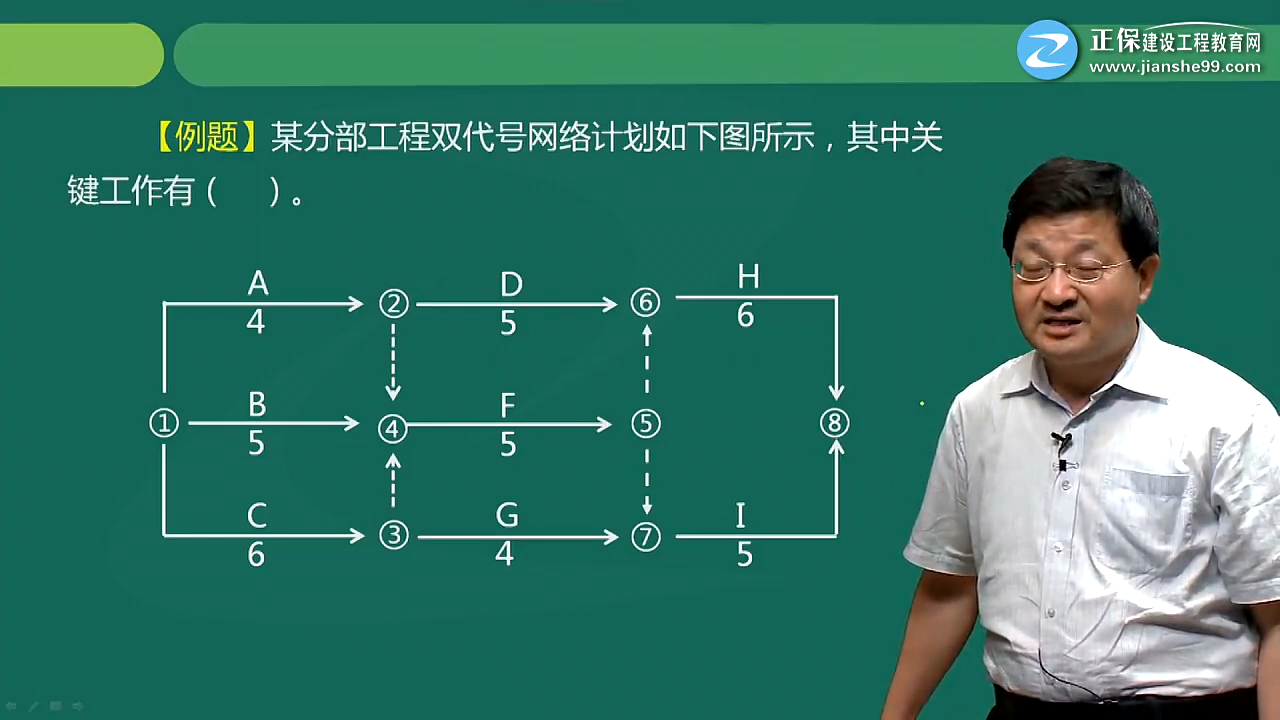 正保建设工程教育网
www.jianshe99.com
【例题】某分部工程双代号网络计划如下图所示，其中关
键工作有（ ）。
A D H
4 ② 5 ⑥ 6
B F
① 5 ④ 5 ⑤ ⑧
C G I
6 ③ 4 ⑦ 5